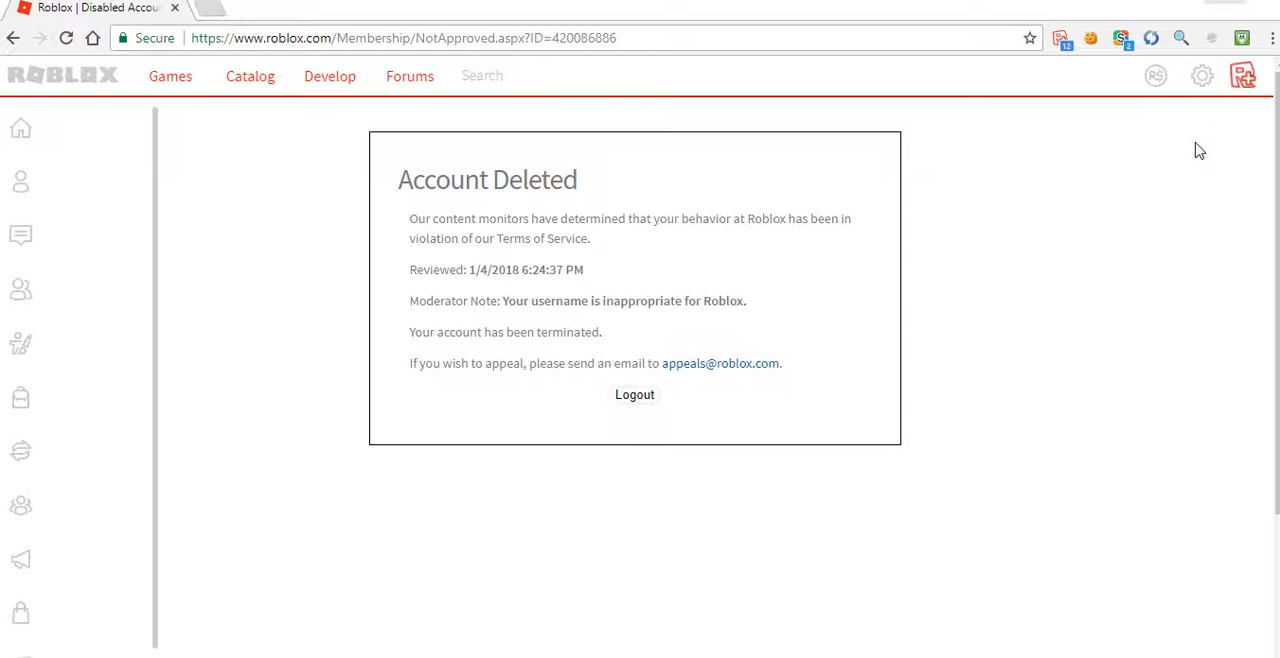 Roblox | Disabled Accou
Secure | https://www.roblox.com/Membership/NotApproved.aspx?ID=420086886
12
2
ROBLOX Games Catalog Develop Forums Search R$ R+
Account Deleted
Our content monitors have determined that your behavior at Roblox has been in
violation of our Terms of Service.
Reviewed: 1/4/2018 6:24:37 PM
Moderator Note: Your username is inappropriate for Roblox.
Your account has been terminated.
If you wish to appeal, please send an email to appeals@roblox.com.
Logout